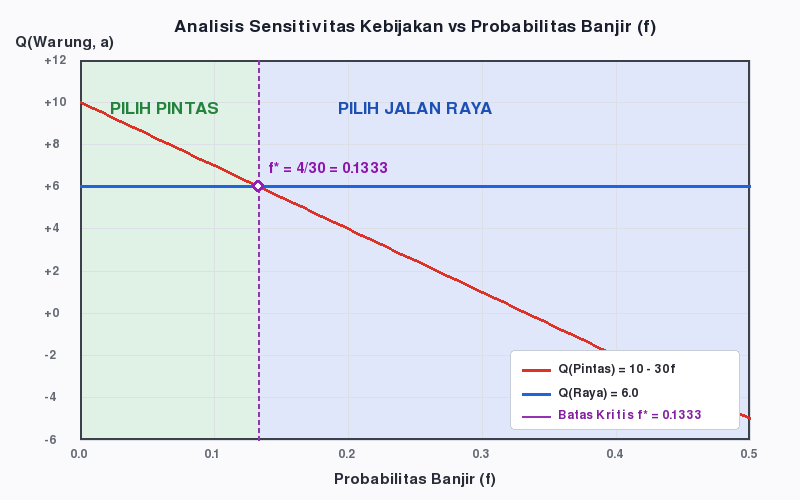 Analisis Sensitivitas Kebijakan vs Probabilitas Banjir (f)
Q(Warung, a)
+12
+10
+8
+6
+4
+2
+0
-2
-4
-6
PILIH PINTAS
PILIH JALAN RAYA
f* = 4/30 = 0.1333
Q(Pintas) = 10 - 30f
Q(Raya) = 6.0
Batas Kritis f* = 0.1333
0.0
0.1
0.2
0.3
0.4
0.5
Probabilitas Banjir (f)